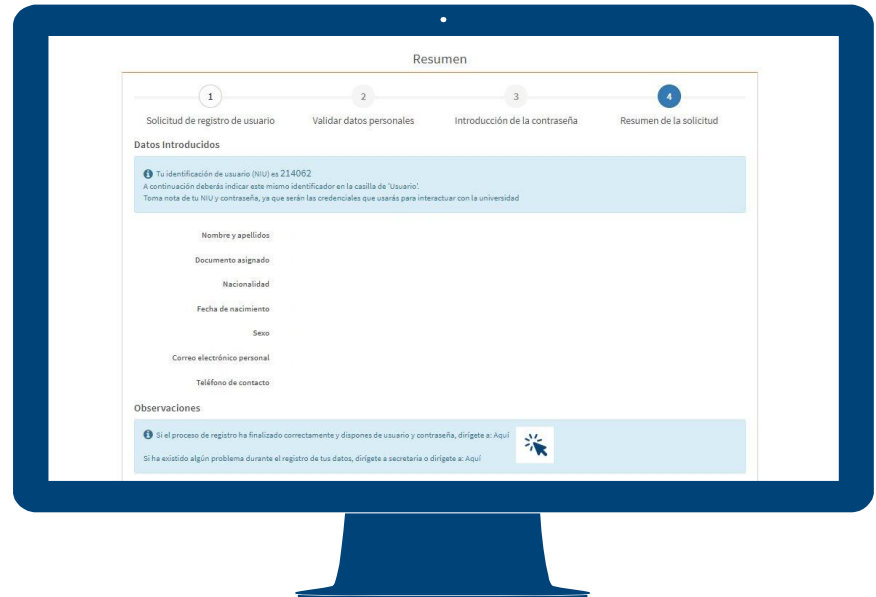 Resumen
1
2
3
4
Solicitud de registro de usuario
Validar datos personales
Introducción de la contraseña
Resumen de la solicitud
Datos Introducidos
Tu identificación de usuario (NIU) es 214062
A continuación deberás indicar este mismo identificador en la casilla de 'Usuario'.
Toma nota de tu NIU y contraseña, ya que serán las credenciales que usarás para interactuar con la universidad
Nombre y apellidos
Documento asignado
Nacionalidad
Fecha de nacimiento
Sexo
Correo electrónico personal
Teléfono de contacto
Observaciones
Si el proceso de registro ha finalizado correctamente y dispones de usuario y contraseña, dirígete a: Aquí
Si ha existido algún problema durante el registro de tus datos, dirígete a secretaria o dirígete a: Aquí